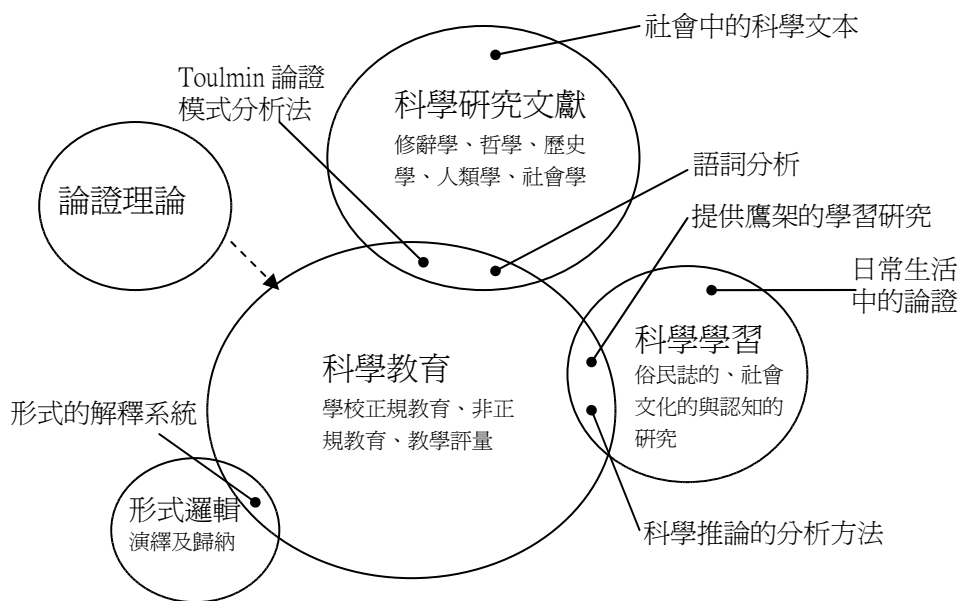 社會中的科學文本
Toulmin 論證
模式分析法
科學研究文獻
修辭學、哲學、歷史
學、人類學、社會學
語詞分析
論證理論
提供鷹架的學習研究
日常生活
中的論證
科學學習
俗民誌的、社會
文化的與認知的
研究
科學教育
學校正規教育、非正
規教育、教學評量
形式的解釋系統
形式邏輯
演繹及歸納
科學推論的分析方法